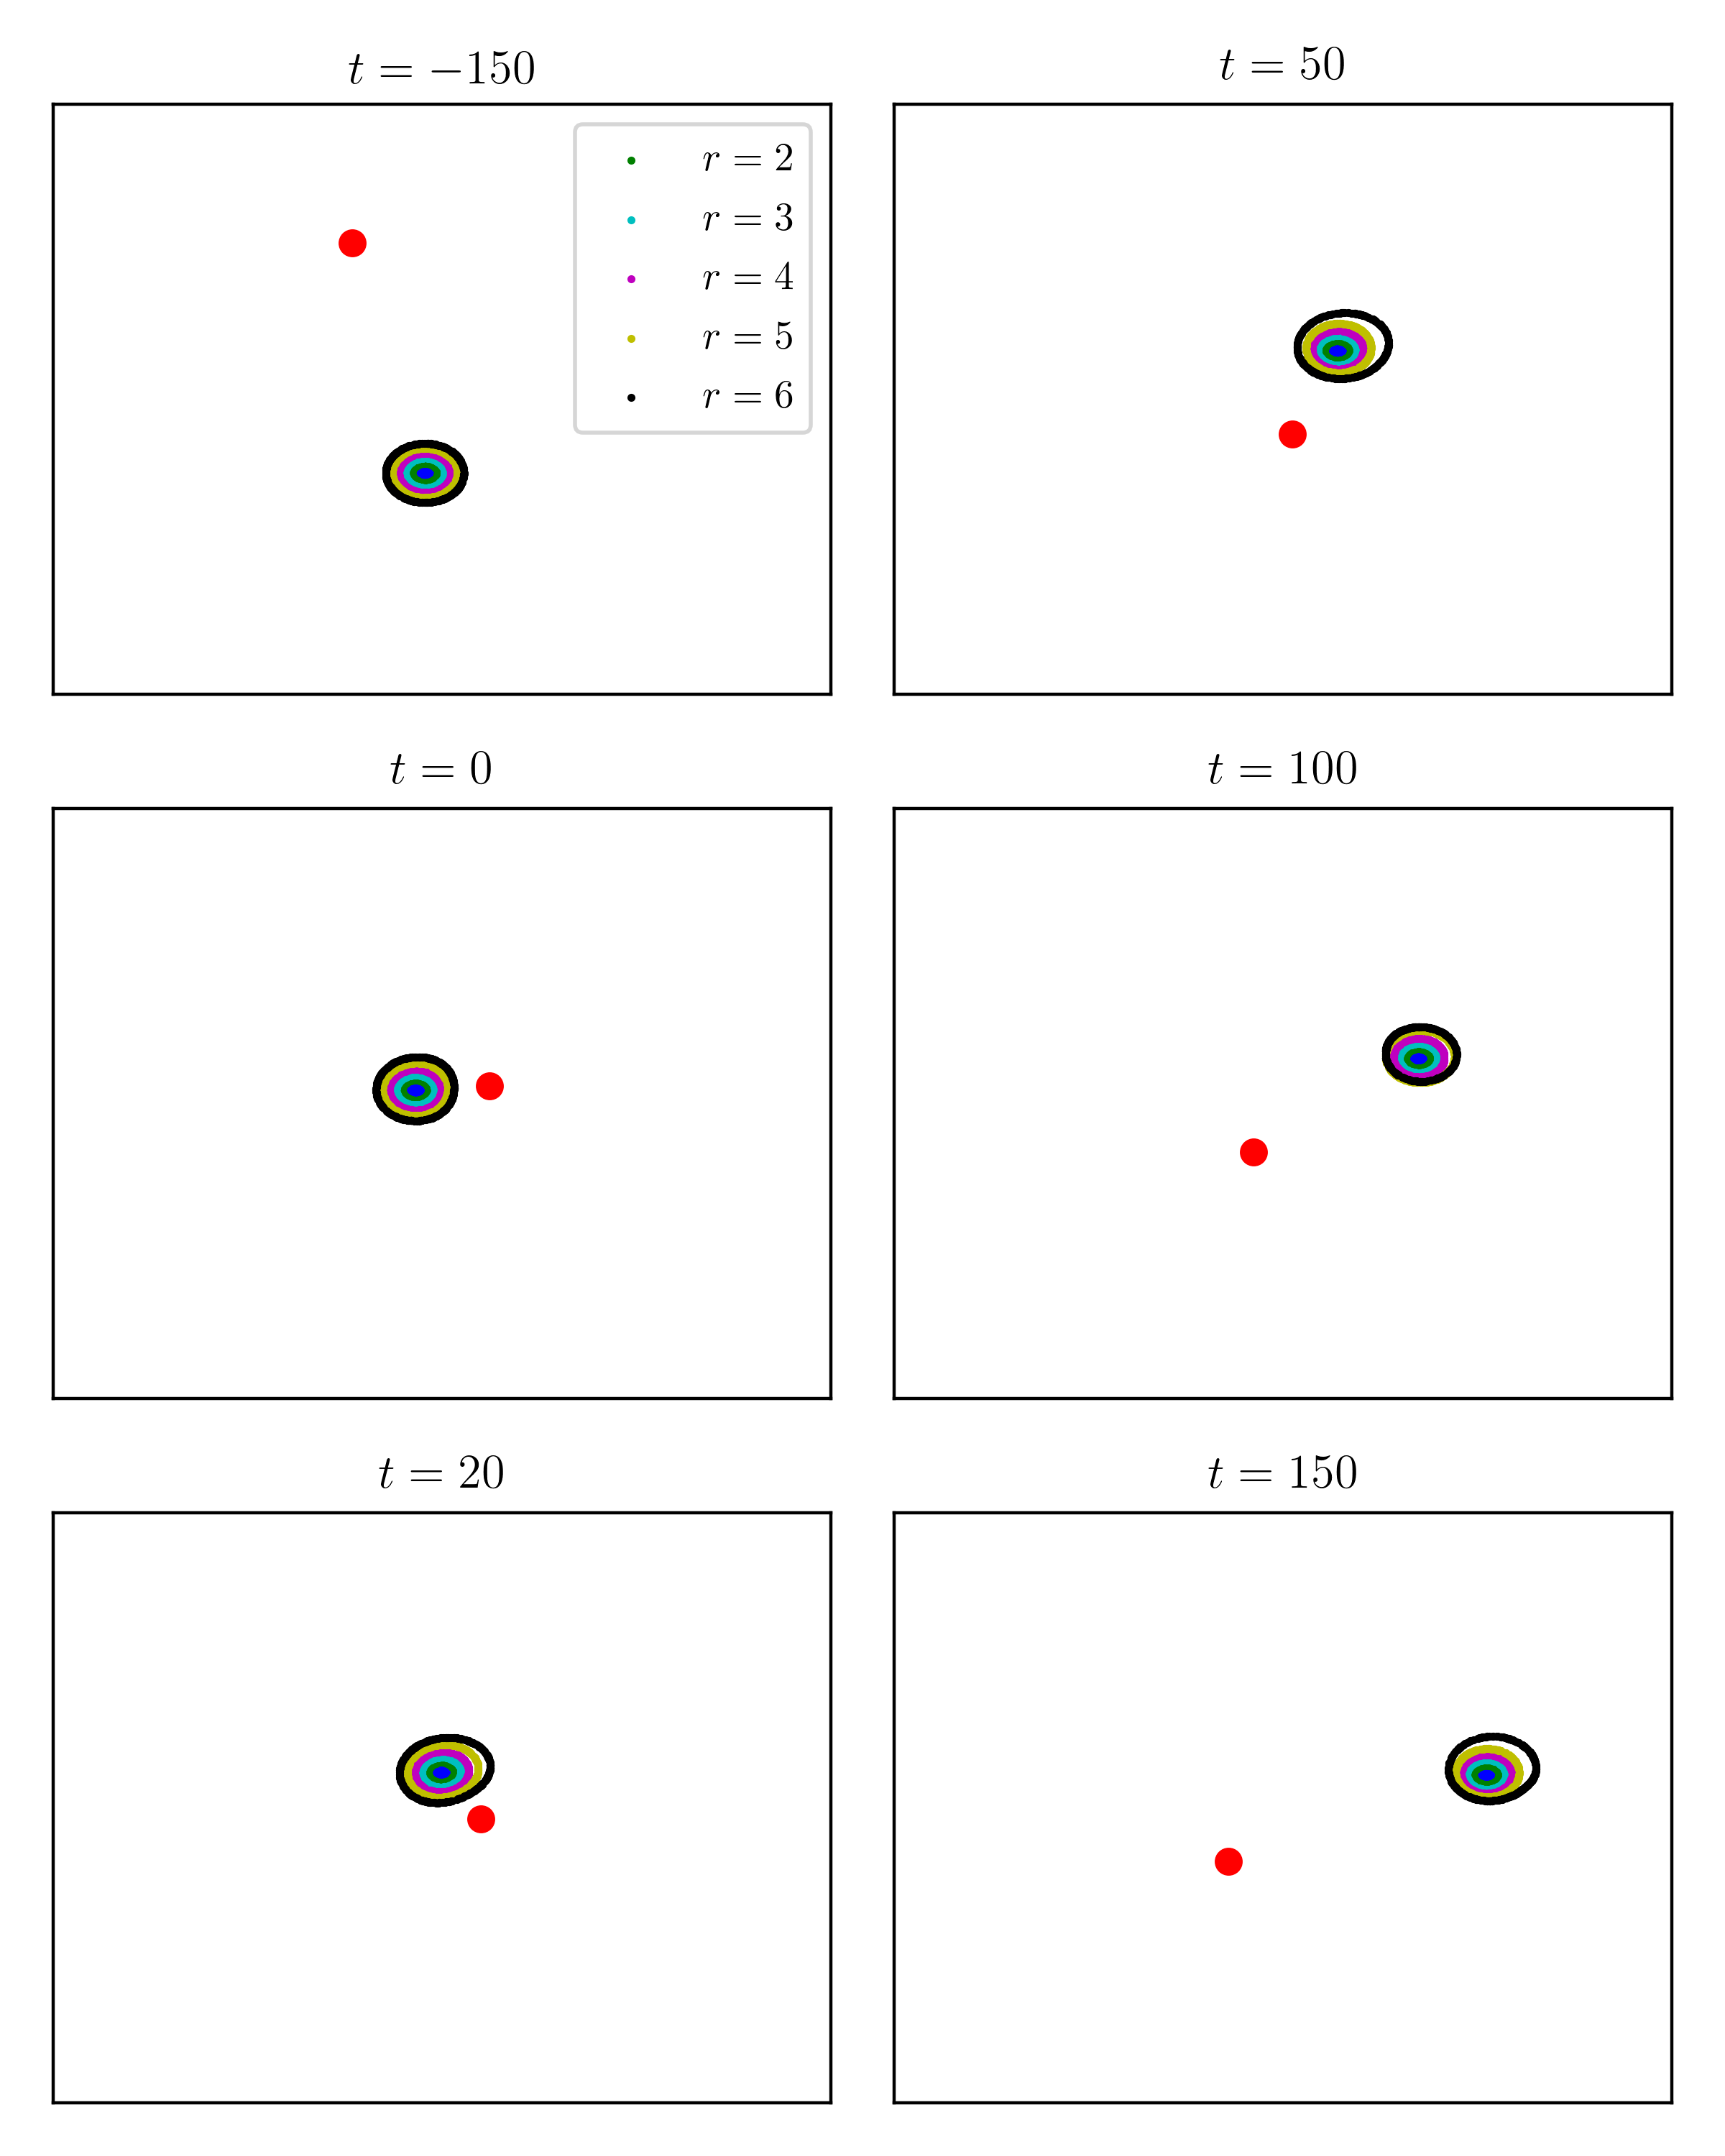 t = −150
r = 2
r = 3
r = 4
r = 5
r = 6
t = 50
t = 0
t = 100
t = 20
t = 150